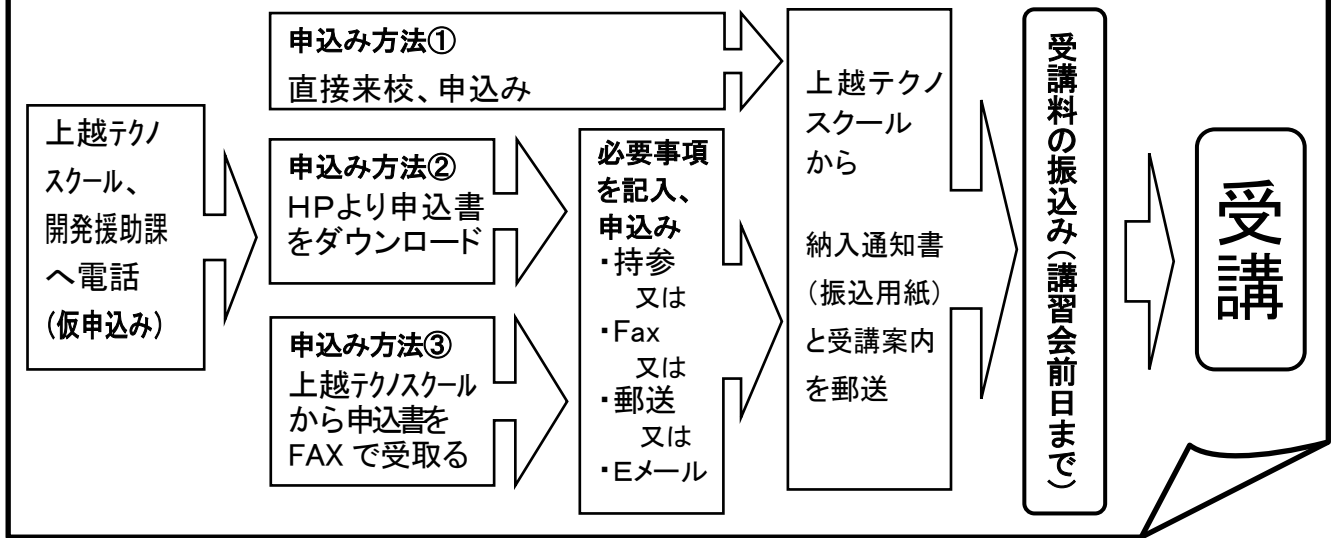 上越テクノ
スクール、
開発援助課
へ電話
(仮申込み)
申込み方法①
直接来校、申込み
申込み方法②
HPより申込書
をダウンロード
申込み方法③
上越テクノスクール
から申込書を
FAXで受取る
必要事項
を記入、
申込み
・持参
又は
・Fax
又は
・郵送
又は
・Eメール
上越テクノ
スクール
から
納入通知書
(振込用紙)
と受講案内
を郵送
受講料の振込み(講習会前日まで)
受講